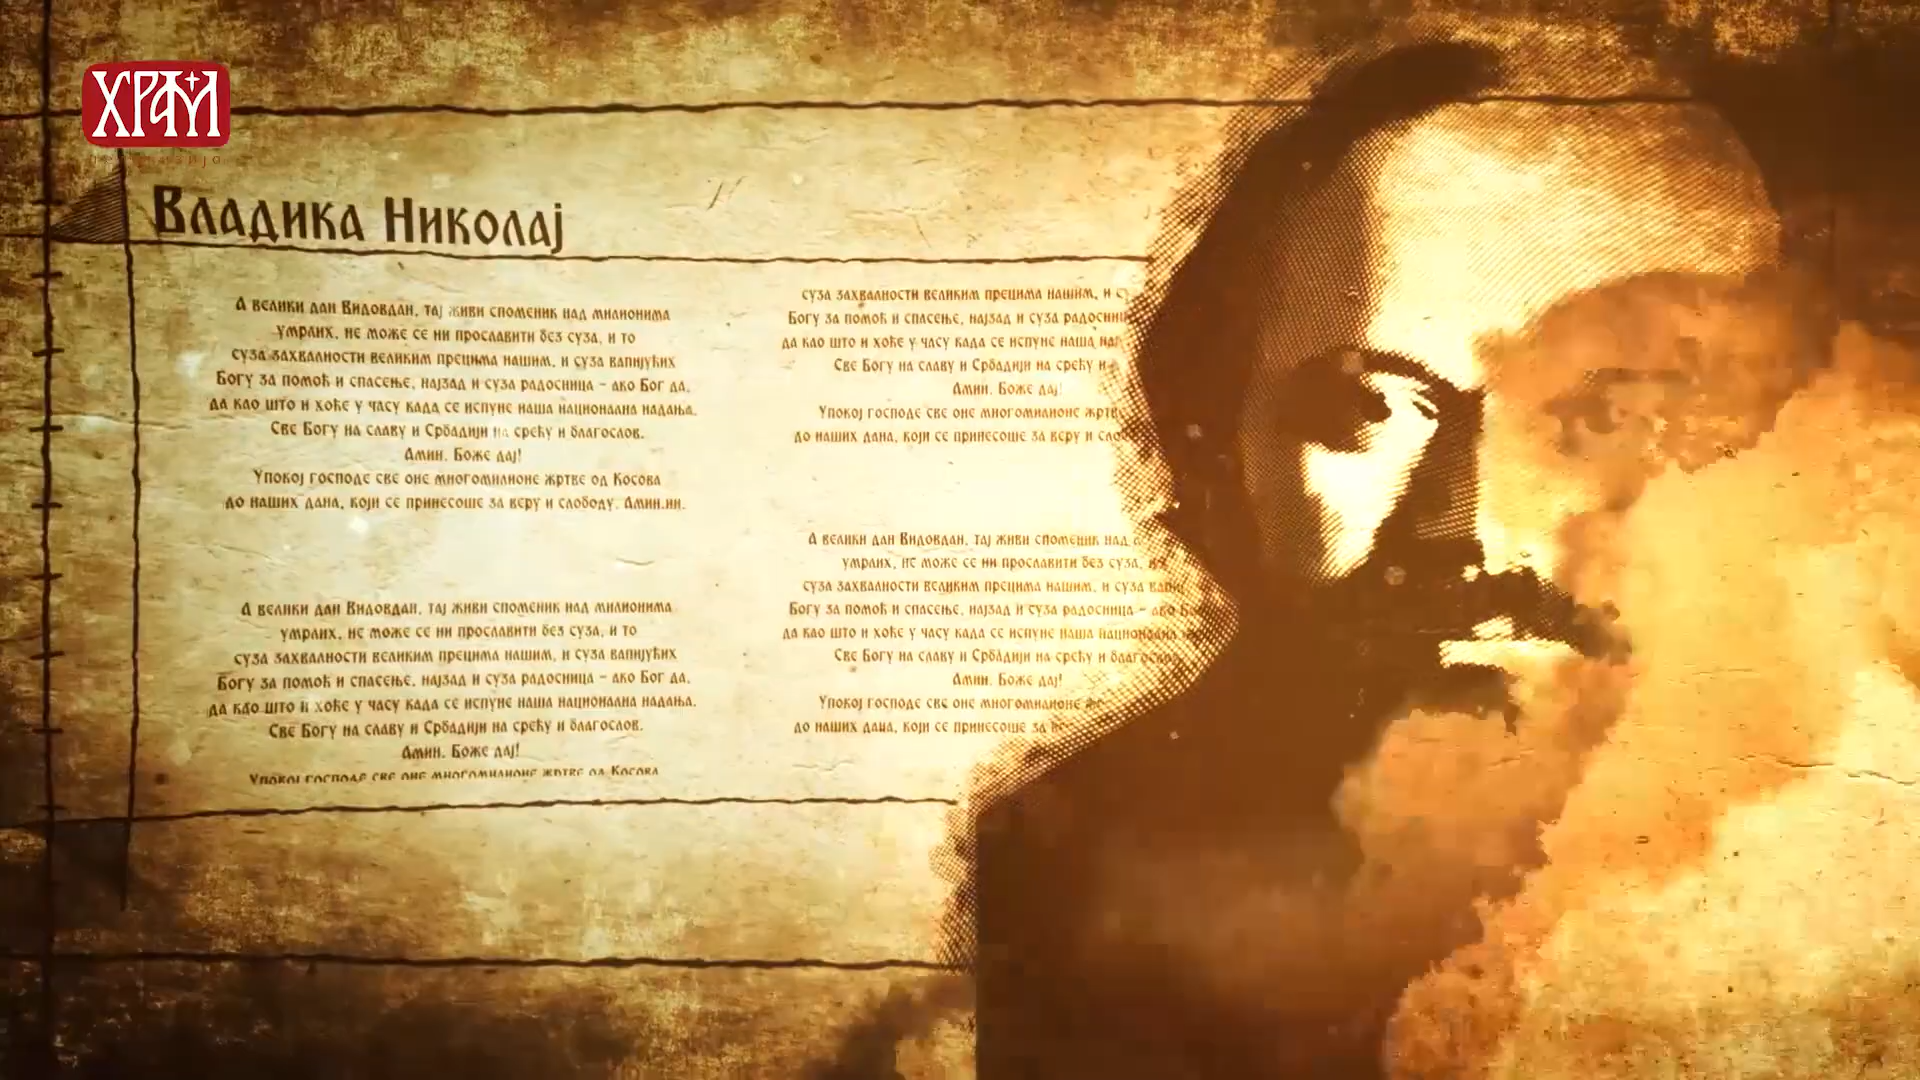 ХРАМ
телевизија
Владика Николај
А велики дан Видовдан, тај живи споменик над милионима
умрлих, не може се ни прославити без суза, и то
суза захвалности великим прецима нашим, и суза вапијућих
Богу за помоћ и спасење, најзад и суза радосница – ако Бог да,
да као што и хоће у часу када се испуне наша национална надања.
Све Богу на славу и Србадији на срећу и благослов.
Амин. Боже дај!
Упокој господе све оне многомилионе жртве од Косова
до наших дана, који се принесоше за веру и слободу. Амин.ин.
А велики дан Видовдан, тај живи споменик над милионима
умрлих, не може се ни прославити без суза, и то
суза захвалности великим прецима нашим, и суза вапијућих
Богу за помоћ и спасење, најзад и суза радосница – ако Бог да,
да као што и хоће у часу када се испуне наша национална надања.
Све Богу на славу и Србадији на срећу и благослов.
Амин. Боже дај!
Упокој господе све оне многомилионе жртве од Косова
суза захвалности великим прецима нашим, и
Богу за помоћ и спасење, најзад и суза
да као што и хоће у часу када се испуне
Све Богу на славу и Србадији на срећу и
Амин. Боже дај!
Упокој господе све оне многомилионе
до наших дана, који се принесоше за веру и
А велики дан Видовдан, тај живи споменик над
умрлих, не може се ни прославити без суза,
суза захвалности великим прецима нашим, и суза
Богу за помоћ и спасење, најзад и суза радосница – ако
да као што и хоће у часу када се испуне наша национална
Све Богу на славу и Србадији на срећу и
Амин. Боже дај!
Упокој господе све оне многомилионе
до наших дана, који се принесоше за